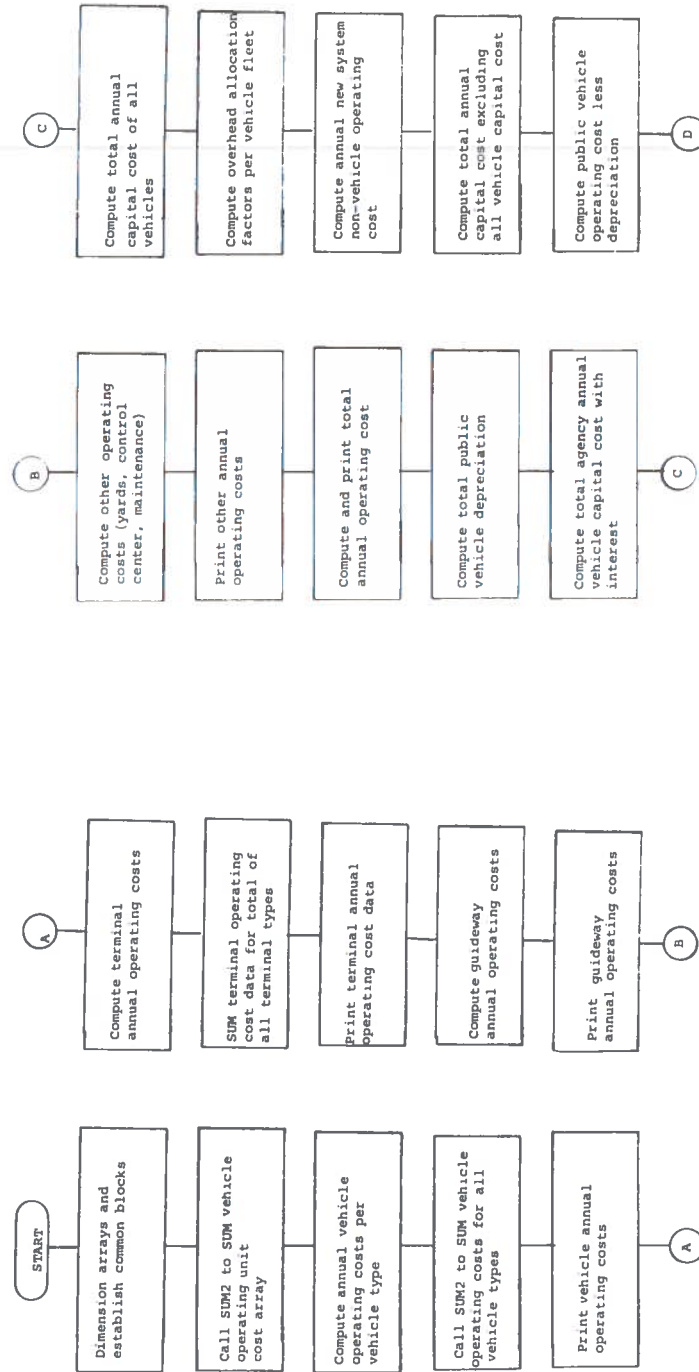 START
Dimension arrays and
establish common blocks
Call SUM2 to SUM vehicle
operating unit
cost array
Compute annual vehicle
operating costs per
vehicle type
Call SUM2 to SUM vehicle
operating costs for all
vehicle types
Print vehicle annual
operating costs
A
A
Compute terminal
annual operating costs
SUM terminal operating
cost data for total of
all terminal types
Print terminal annual
operating cost data
Compute guideway
annual operating costs
Print guideway
annual operating costs
B
B
Compute other operating
costs (yards, control
center, maintenance)
Print other annual
operating costs
Compute and print total
annual operating cost
Compute total public
vehicle depreciation
Compute total agency annual
vehicle capital cost with
interest
C
C
Compute total annual
capital cost of all
vehicles
Compute overhead allocation
factors per vehicle fleet
Compute annual new system
non-vehicle operating
cost
Compute total annual
capital cost excluding
all vehicle capital cost
Compute public vehicle
operating cost less
depreciation
D